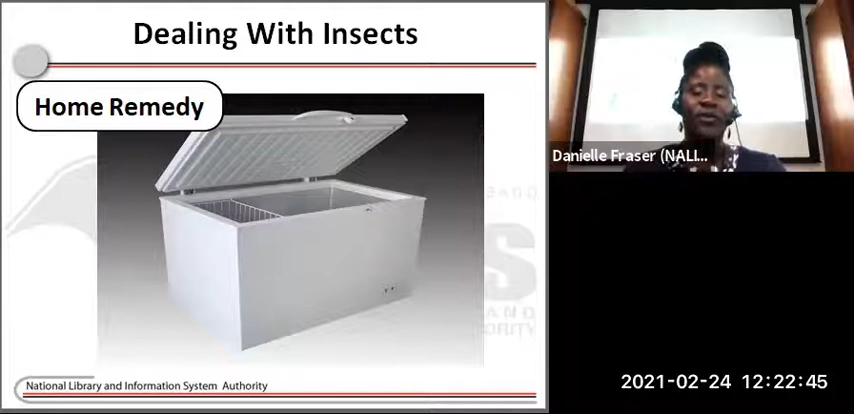 Dealing With Insects
Home Remedy
National Library and Information System Authority
Danielle Fraser (NALI...
2021-02-24 12:22:45